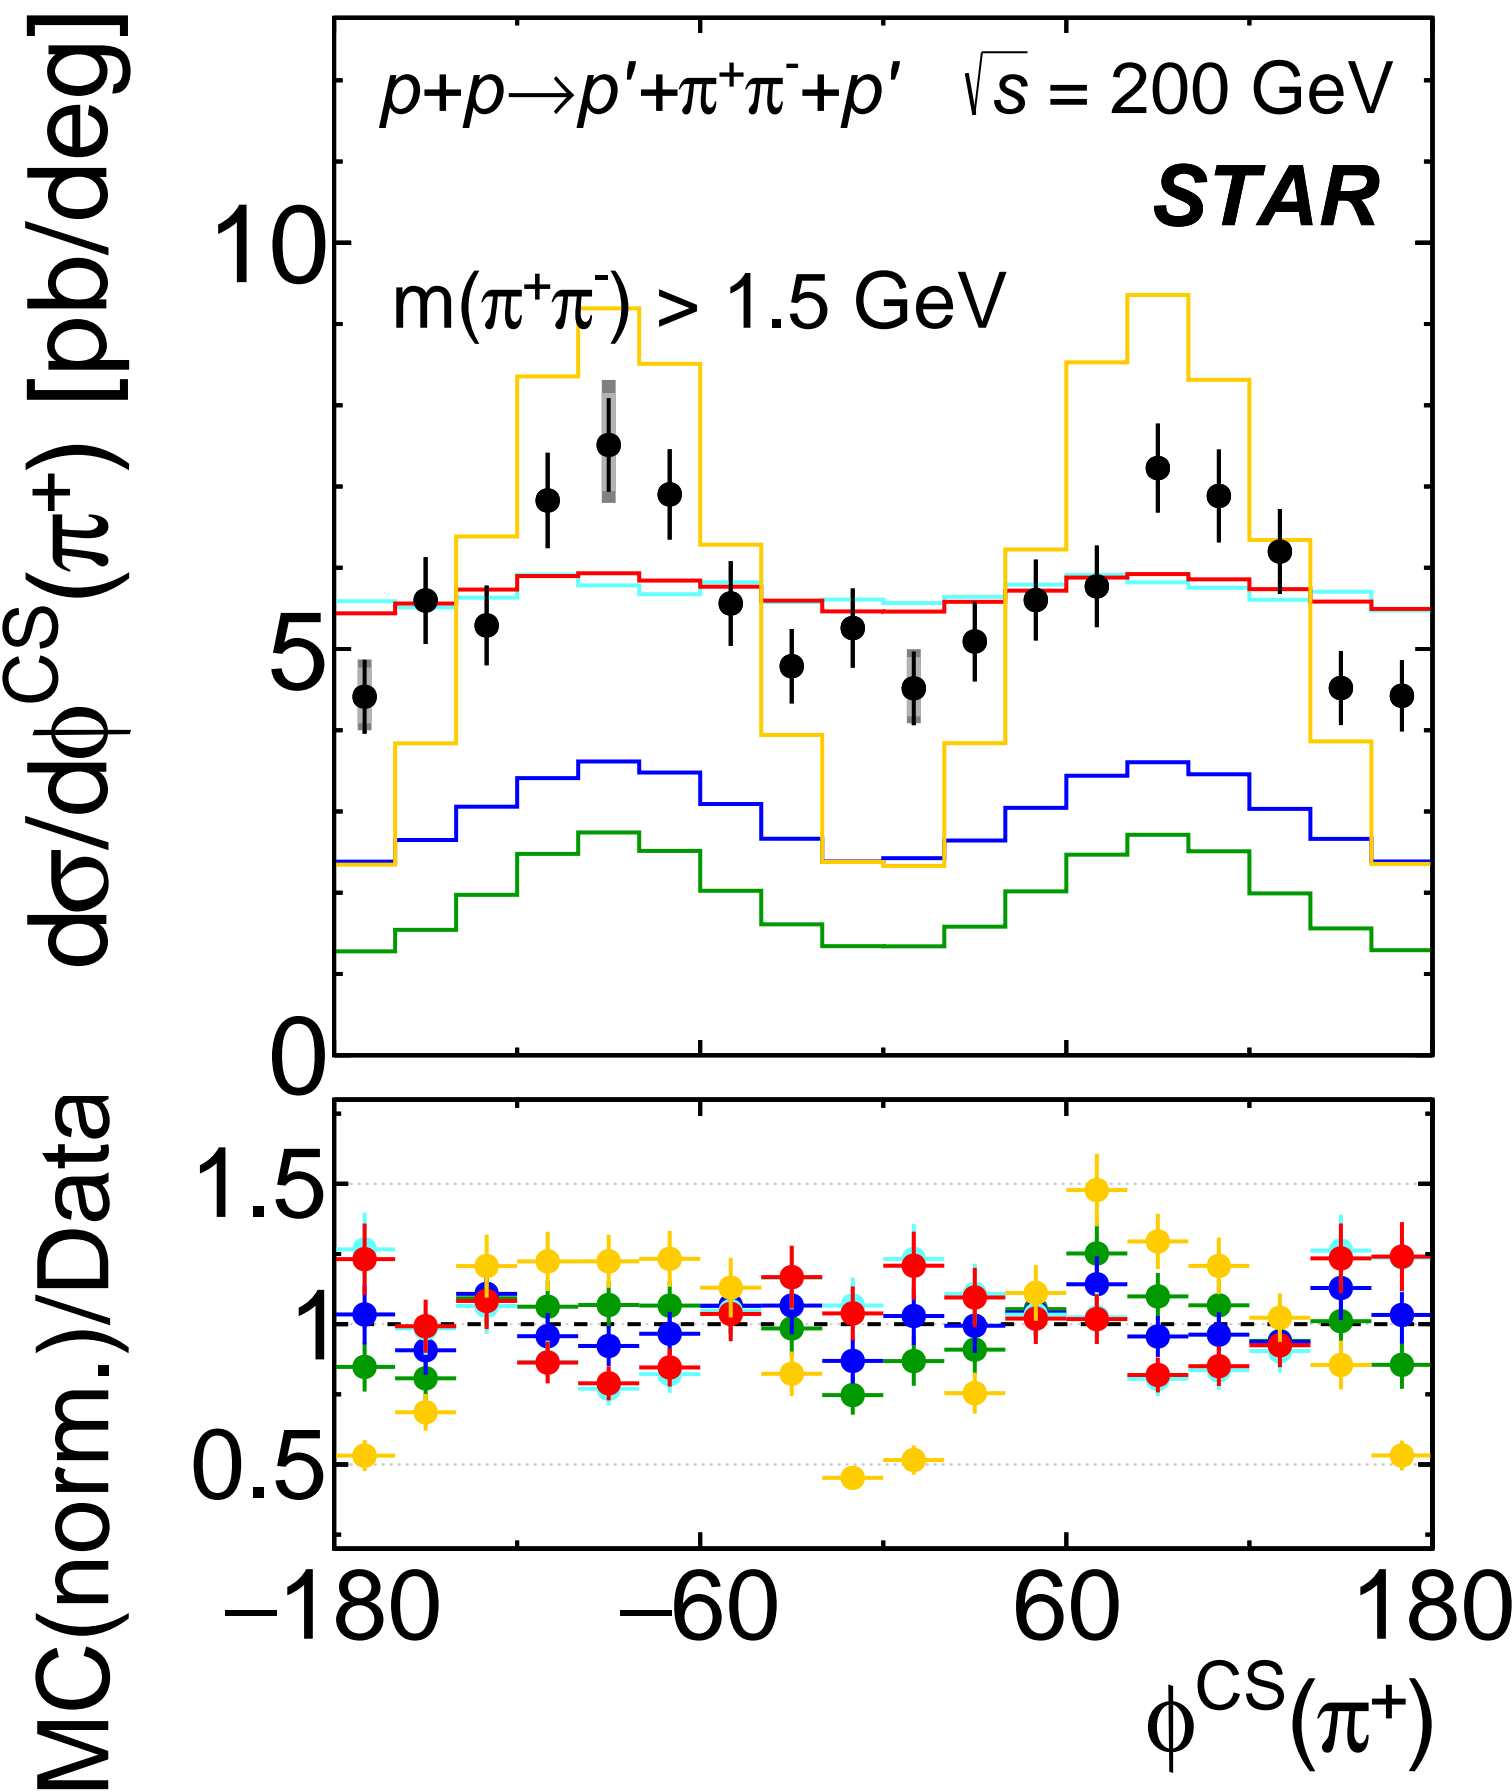 p+p→p′+π⁺π⁻+p′ √s = 200 GeV
STAR
m(π⁺π⁻) > 1.5 GeV
dσ/dϕ^CS(π⁺) [pb/deg]
10
5
0
MC(norm.)/Data
1.5
1
0.5
−180 −60 60 180
ϕ^CS(π⁺)